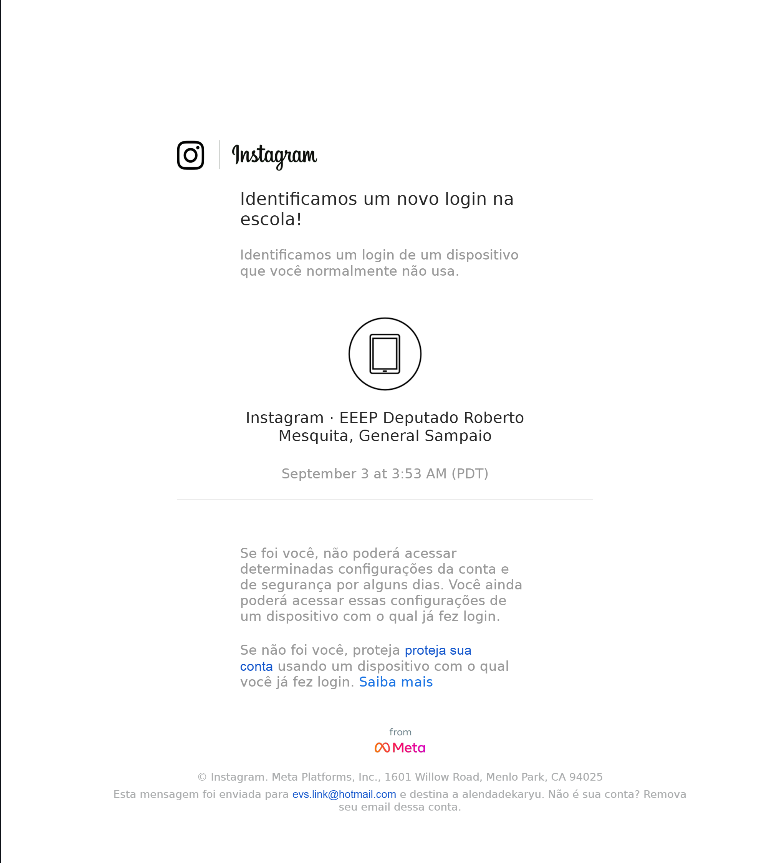 Instagram
Identificamos um novo login na
escola!
Identificamos um login de um dispositivo
que você normalmente não usa.
Instagram · EEEP Deputado Roberto
Mesquita, General Sampaio
September 3 at 3:53 AM (PDT)
Se foi você, não poderá acessar
determinadas configurações da conta e
de segurança por alguns dias. Você ainda
poderá acessar essas configurações de
um dispositivo com o qual já fez login.
Se não foi você, proteja proteja sua
conta usando um dispositivo com o qual
você já fez login. Saiba mais
from
Meta
© Instagram. Meta Platforms, Inc., 1601 Willow Road, Menlo Park, CA 94025
Esta mensagem foi enviada para evs.link@hotmail.com e destina a alendadekaryu. Não é sua conta? Remova
seu email dessa conta.